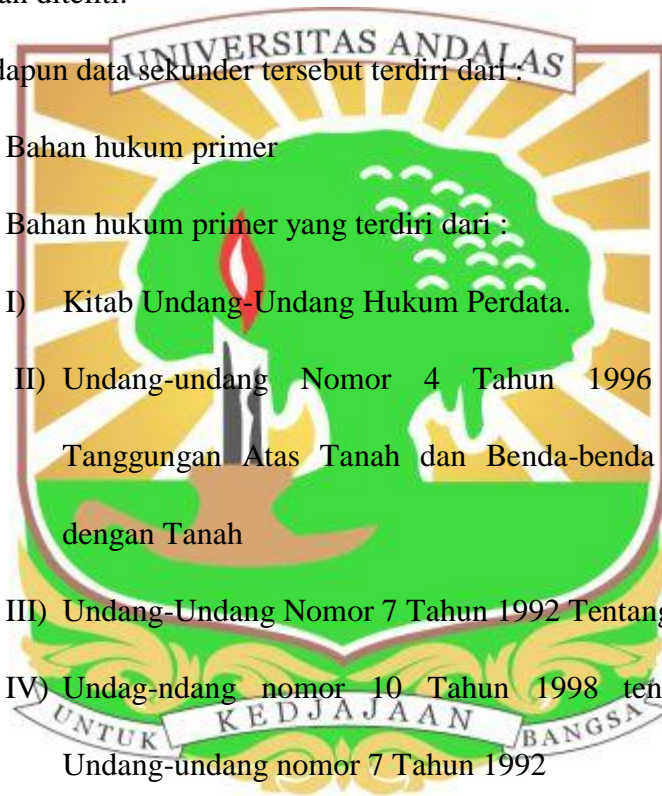 UNIVERSITAS ANDALAS
dapun data sekunder tersebut terdiri dari :
Bahan hukum primer
Bahan hukum primer yang terdiri dari :
I) Kitab Undang-Undang Hukum Perdata.
II) Undang-undang Nomor 4 Tahun 1996
Tanggungan Atas Tanah dan Benda-benda
dengan Tanah
III) Undang-Undang Nomor 7 Tahun 1992 Tentang
IV) Undag-ndang nomor 10 Tahun 1998 ten
UNTUK KEDJAJAAN BANGSA
Undang-undang nomor 7 Tahun 1992